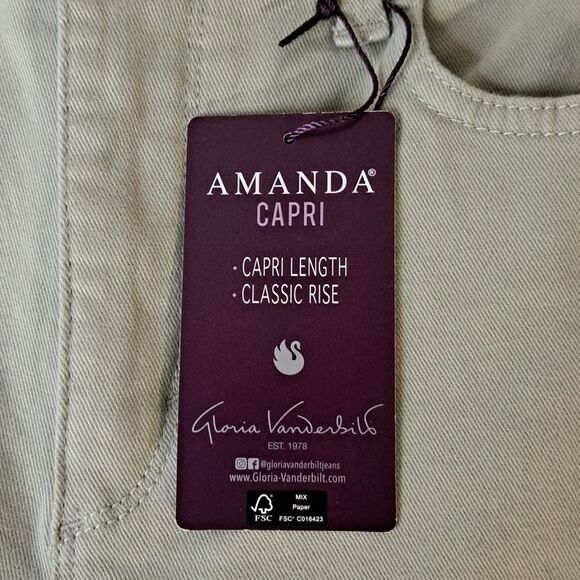 AMANDA®
CAPRI
• CAPRI LENGTH
• CLASSIC RISE
Gloria Vanderbilt
EST. 1978
@gloriavanderbiltjeans
www.Gloria-Vanderbilt.com
FSC
MIX
Paper
FSC® C016423